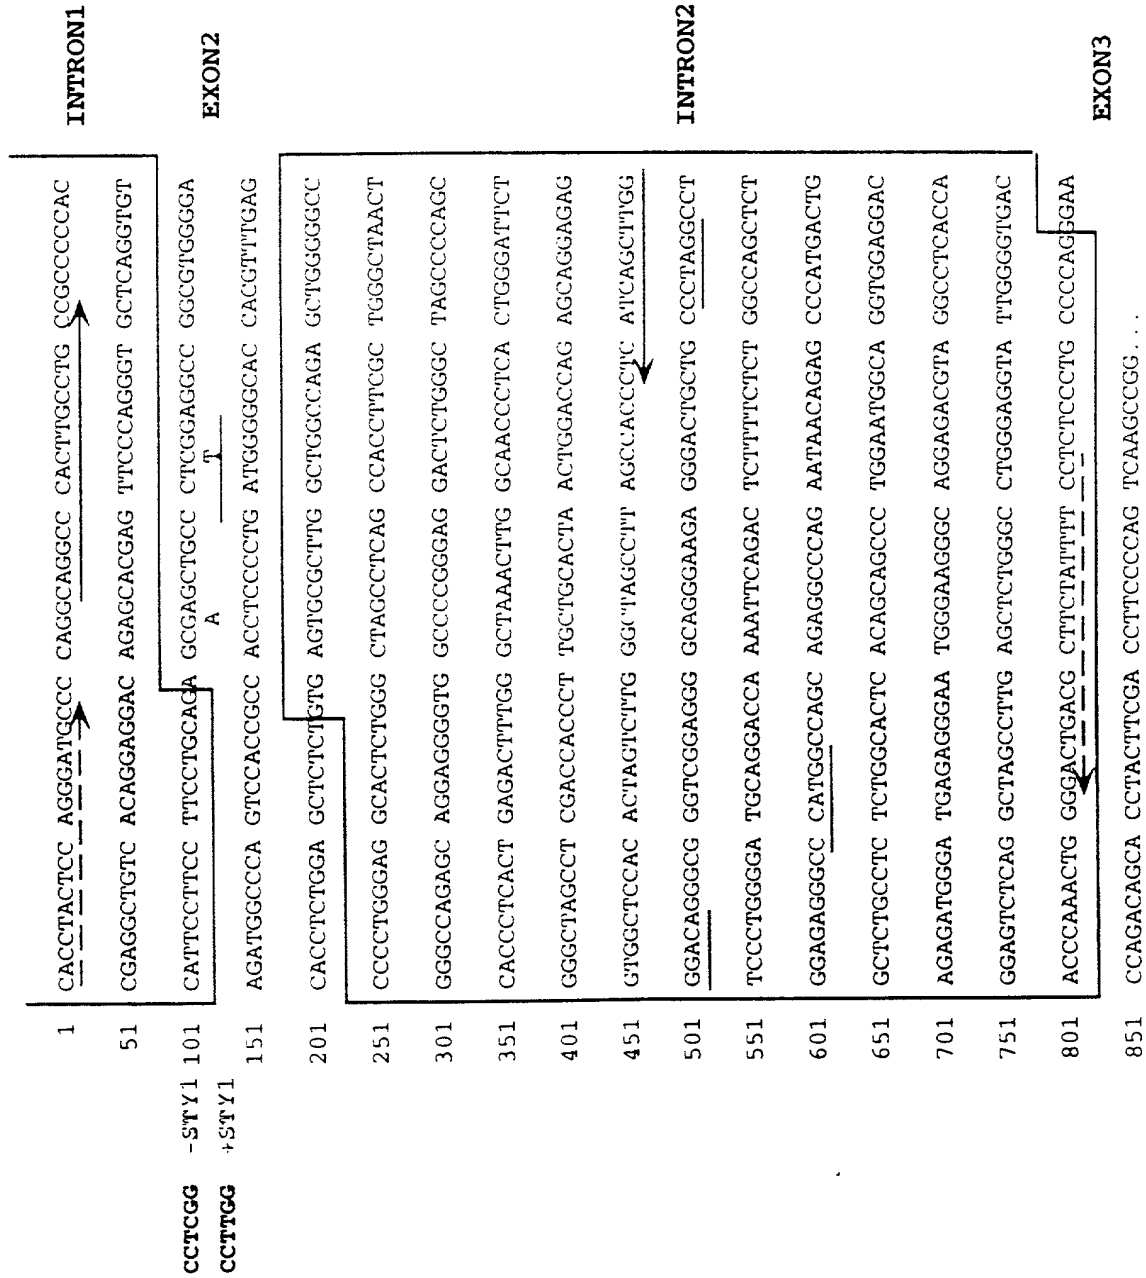 1 CACCTACTCC AGGGATGCCC CAGGCAGGCC CACTTGCCTG CCGCCCCCAC INTRON1
51 CGAGGCTGTC ACAGGAGGAC AGAGCACGAG TTCCCAGGGT GCTCAGGTGT
CCTCGG -STY1 101 CATTCCTTCC TTCCTGCAGA GCGAGCTGCC CTCGGAGGCC GGCGTGGGGA EXON2
CCTTGG +STY1 A T
151 AGATGGCCCA GTCCACCGCC ACCTCCCCTG ATGGGGGCAC CACGTTTGAG
201 CACCTCTGGA GCTCTCTGTG AGTGCGCTTG GCTGGCCAGA GCTGGGGGCC
251 CCCCTGGGAG GCACTCTGGG CTAGCCTCAG CCACCTTCGC TGGGCTAACT
301 GGGCCAGAGC AGGAGGGGTG GCCCCGGGAG GACTCTGGGC TAGCCCCAGC
351 CACCCTCACT GAGACTTTGG GCTAAACTTG GCAACCCTCA CTGGGATTCT
401 GGGCTAGCCT CGACCACCCT TGCTGCACTA ACTGGACCAG AGCAGGAGAG
451 GTGGCTCCAC ACTAGTCTTG GGCTAGCCTT AGCCACCCTC ATCAGCTTGG
501 GGACAGGGCG GGTCGGAGGG GCAGGGAAGA GGGACTGCTG CCCTAGGCCT INTRON2
551 TCCCTGGGGA TGCAGGACCA AAATTCAGAC TCTTTTCTCT GGCCAGCTCT
601 GGAGAGGGCC CATGGCCAGC AGAGGCCCAG AATAACAGAG CCCATGACTG
651 GCTCTGCCTC TCTGGCACTC ACAGCAGCCC TGGAATGGCA GGTGGAGGAC
701 AGAGATGGGA TGAGAGGGAA TGGGAAGGGC AGGAGACGTA GGCCTCACCA
751 GGAGTCTCAG GCTAGCCTTG AGCTCTGGGC CTGGGAGGTA TTGGGGTGAC
801 ACCCAAACTG GGGACTGACG CTTCTATTTT CCTCTCCCTG CCCCAGGGAA
851 CCAGACAGCA CCTACTTCGA CCTTCCCCAG TCAAGCCGG.... EXON3